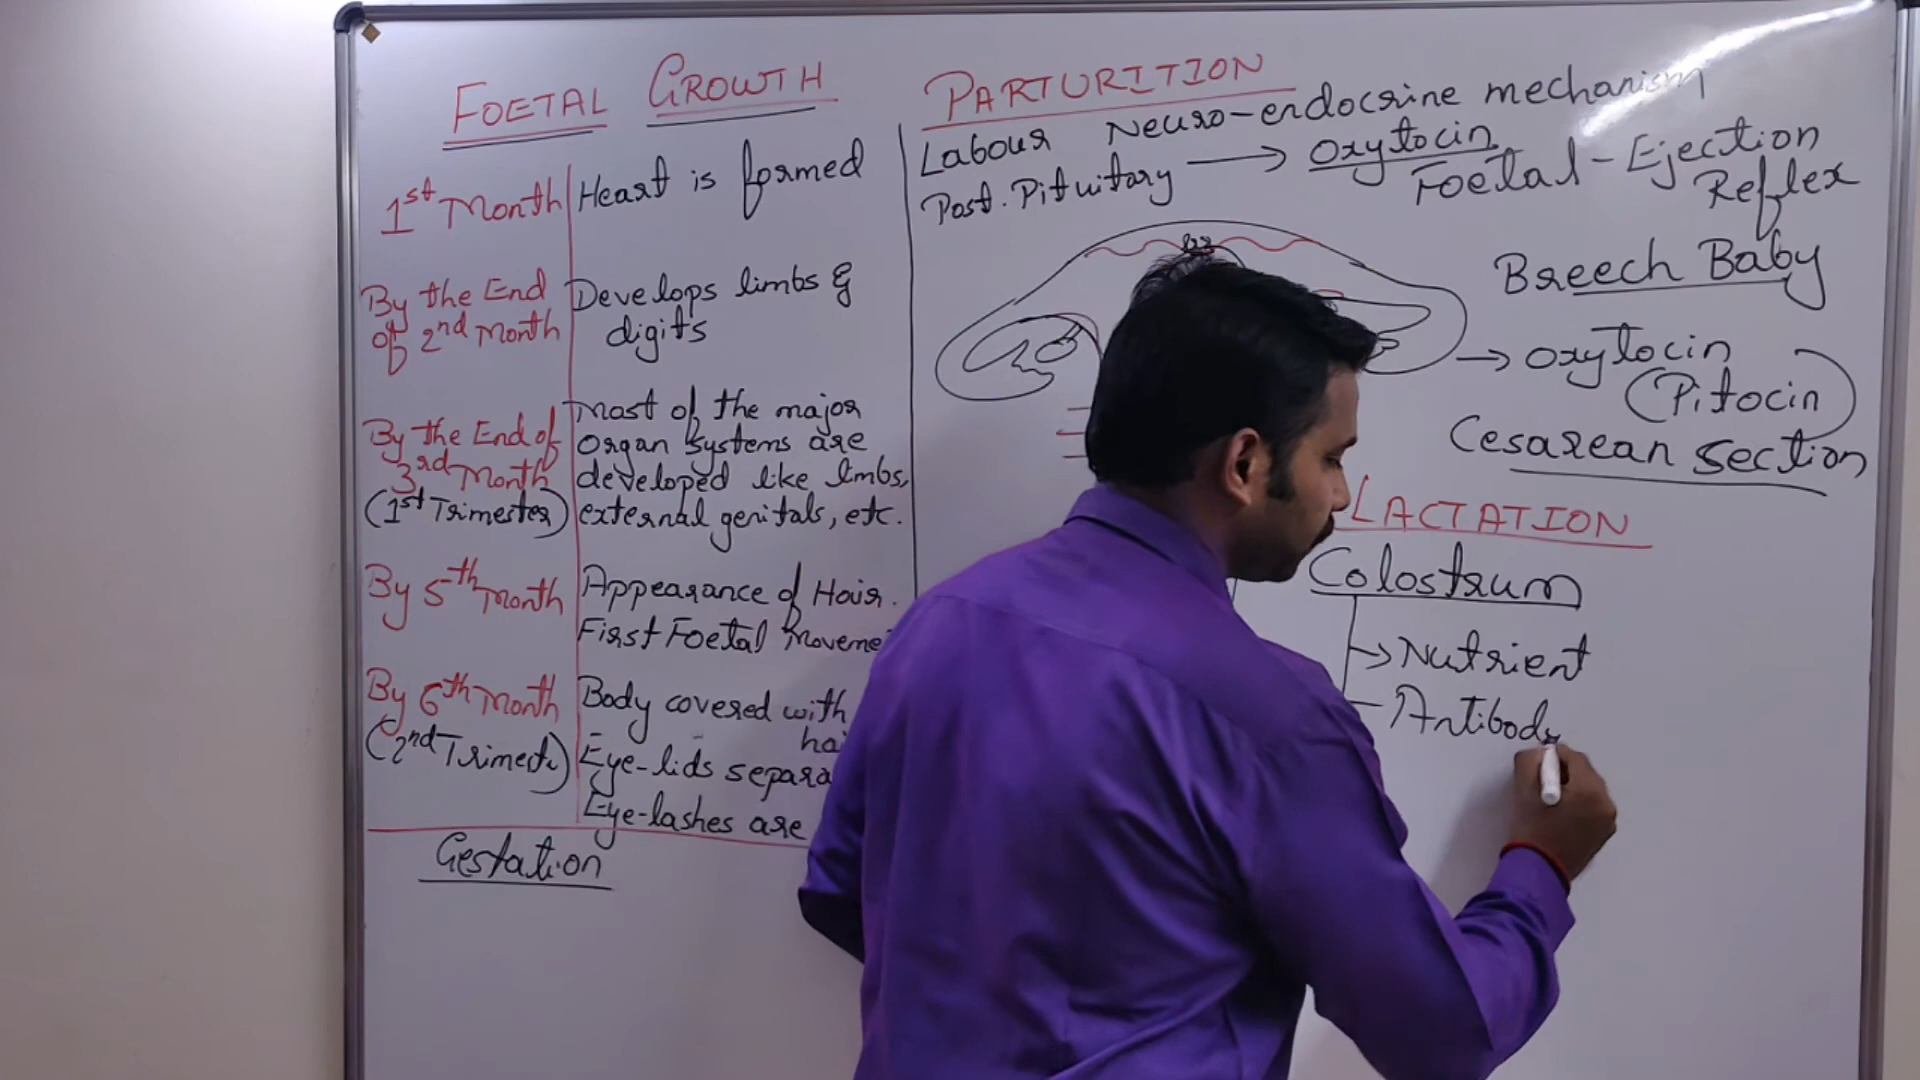 FOETAL GROWTH
1st Month
Heart is formed
By the End
of 2nd Month
Develops limbs &
digits
By the End of
3rd Month
(1st Trimester)
Most of the major
organ systems are
developed like limbs,
external genitals, etc.
By 5th Month
Appearance of Hair.
First Foetal
By 6th Month
(2nd Trimest
Body covered with
Eye-lids
Eye-lashes are
Gestation
PARTURITION
Labour Neuro-endocrine mechanism
Post. Pituitary → Oxytocin
Foetal-Ejection
Reflex
Breech Baby
→ Oxytocin
(Pitocin)
Cesarean section
LACTATION
Colostrum
→ Nutrient
- Antibody